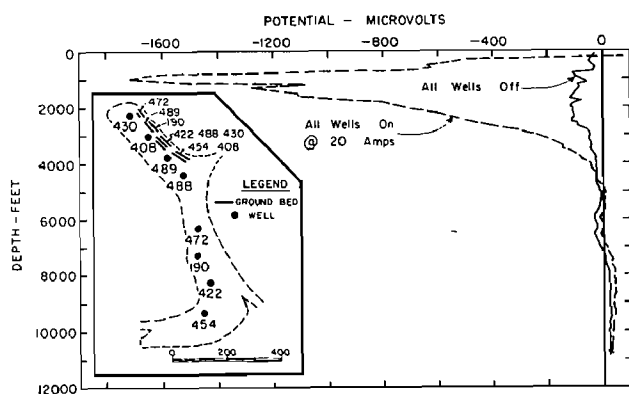 POTENTIAL - MICROVOLTS
-1600 -1200 -800 -400 0
0
2000
4000
6000
8000
10000
12000
DEPTH-FEET
All Wells Off
All Wells On
@ 20 Amps
472
489
90
422 488 430
454 408
430
408
489
488
LEGEND
GROUND BED
WELL
472
90
422
454
0 200 400